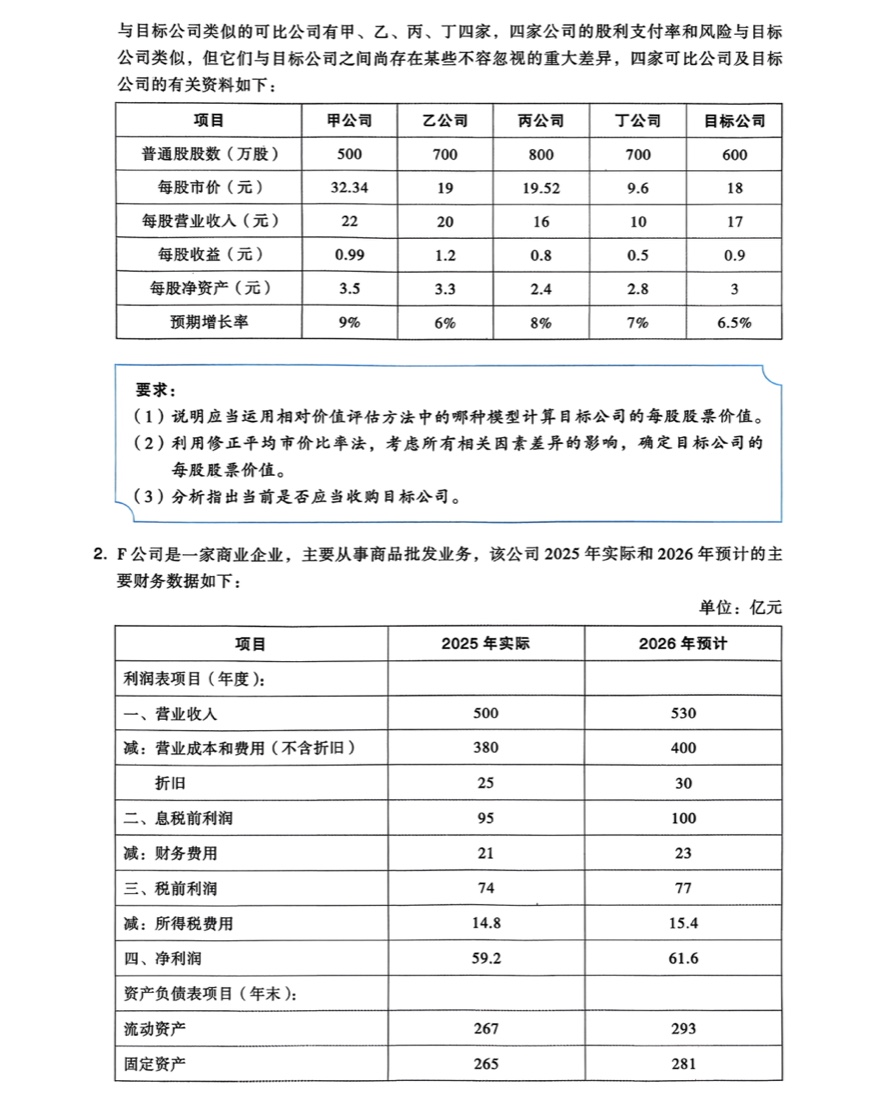 与目标公司类似的可比公司有甲、乙、丙、丁四家，四家公司的股利支付率和风险与目标
公司类似，但它们与目标公司之间尚存在某些不容忽视的重大差异，四家可比公司及目标
公司的有关资料如下：
项目 甲公司 乙公司 丙公司 丁公司 目标公司
普通股股数（万股） 500 700 800 700 600
每股市价（元） 32.34 19 19.52 9.6 18
每股营业收入（元） 22 20 16 10 17
每股收益（元） 0.99 1.2 0.8 0.5 0.9
每股净资产（元） 3.5 3.3 2.4 2.8 3
预期增长率 9% 6% 8% 7% 6.5%
要求：
（1）说明应当运用相对价值评估方法中的哪种模型计算目标公司的每股股票价值。
（2）利用修正平均市价比率法，考虑所有相关因素差异的影响，确定目标公司的
每股股票价值。
（3）分析指出当前是否应当收购目标公司。
2. F 公司是一家商业企业，主要从事商品批发业务，该公司 2025 年实际和 2026 年预计的主
要财务数据如下：
单位：亿元
项目 2025 年实际 2026 年预计
利润表项目（年度）：
一、营业收入 500 530
减：营业成本和费用（不含折旧） 380 400
折旧 25 30
二、息税前利润 95 100
减：财务费用 21 23
三、税前利润 74 77
减：所得税费用 14.8 15.4
四、净利润 59.2 61.6
资产负债表项目（年末）：
流动资产 267 293
固定资产 265 281